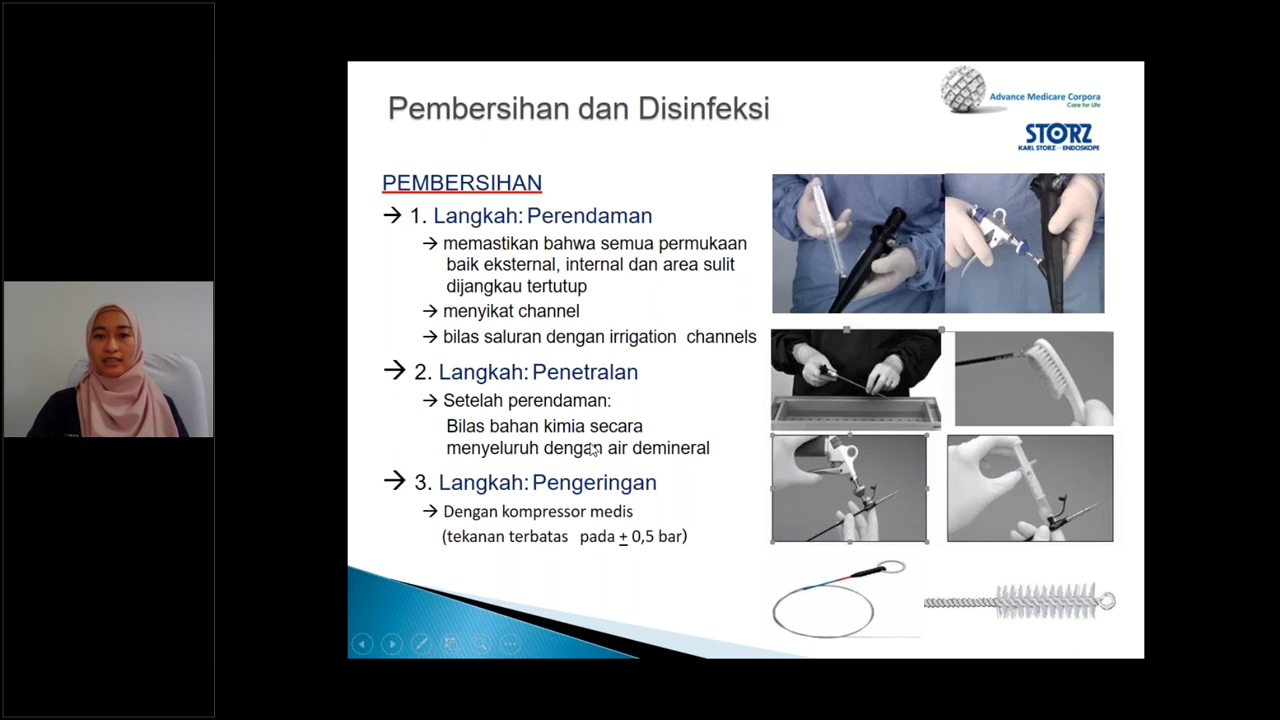 Pembersihan dan Disinfeksi
Advance Medicare Corpora
Care for Life
STORZ
KARL STORZ – ENDOSKOPE
PEMBERSIHAN
→ 1. Langkah: Perendaman
→ memastikan bahwa semua permukaan
baik eksternal, internal dan area sulit
dijangkau tertutup
→ menyikat channel
→ bilas saluran dengan irrigation channels
→ 2. Langkah: Penetralan
→ Setelah perendaman:
Bilas bahan kimia secara
menyeluruh dengan air demineral
→ 3. Langkah: Pengeringan
→ Dengan kompressor medis
(tekanan terbatas pada ± 0,5 bar)